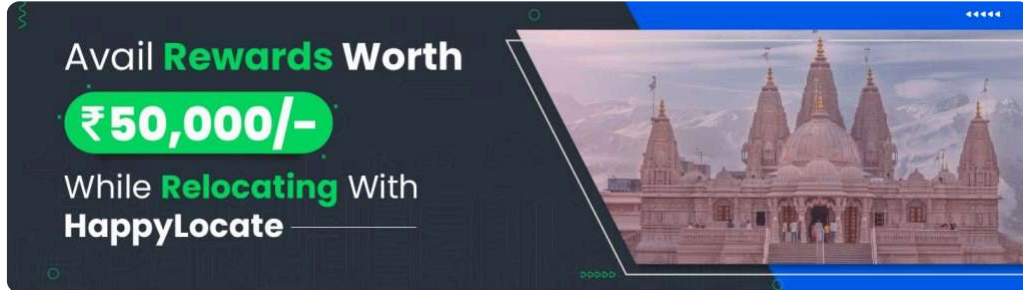 Avail Rewards Worth
₹50,000/-
While Relocating With
HappyLocate